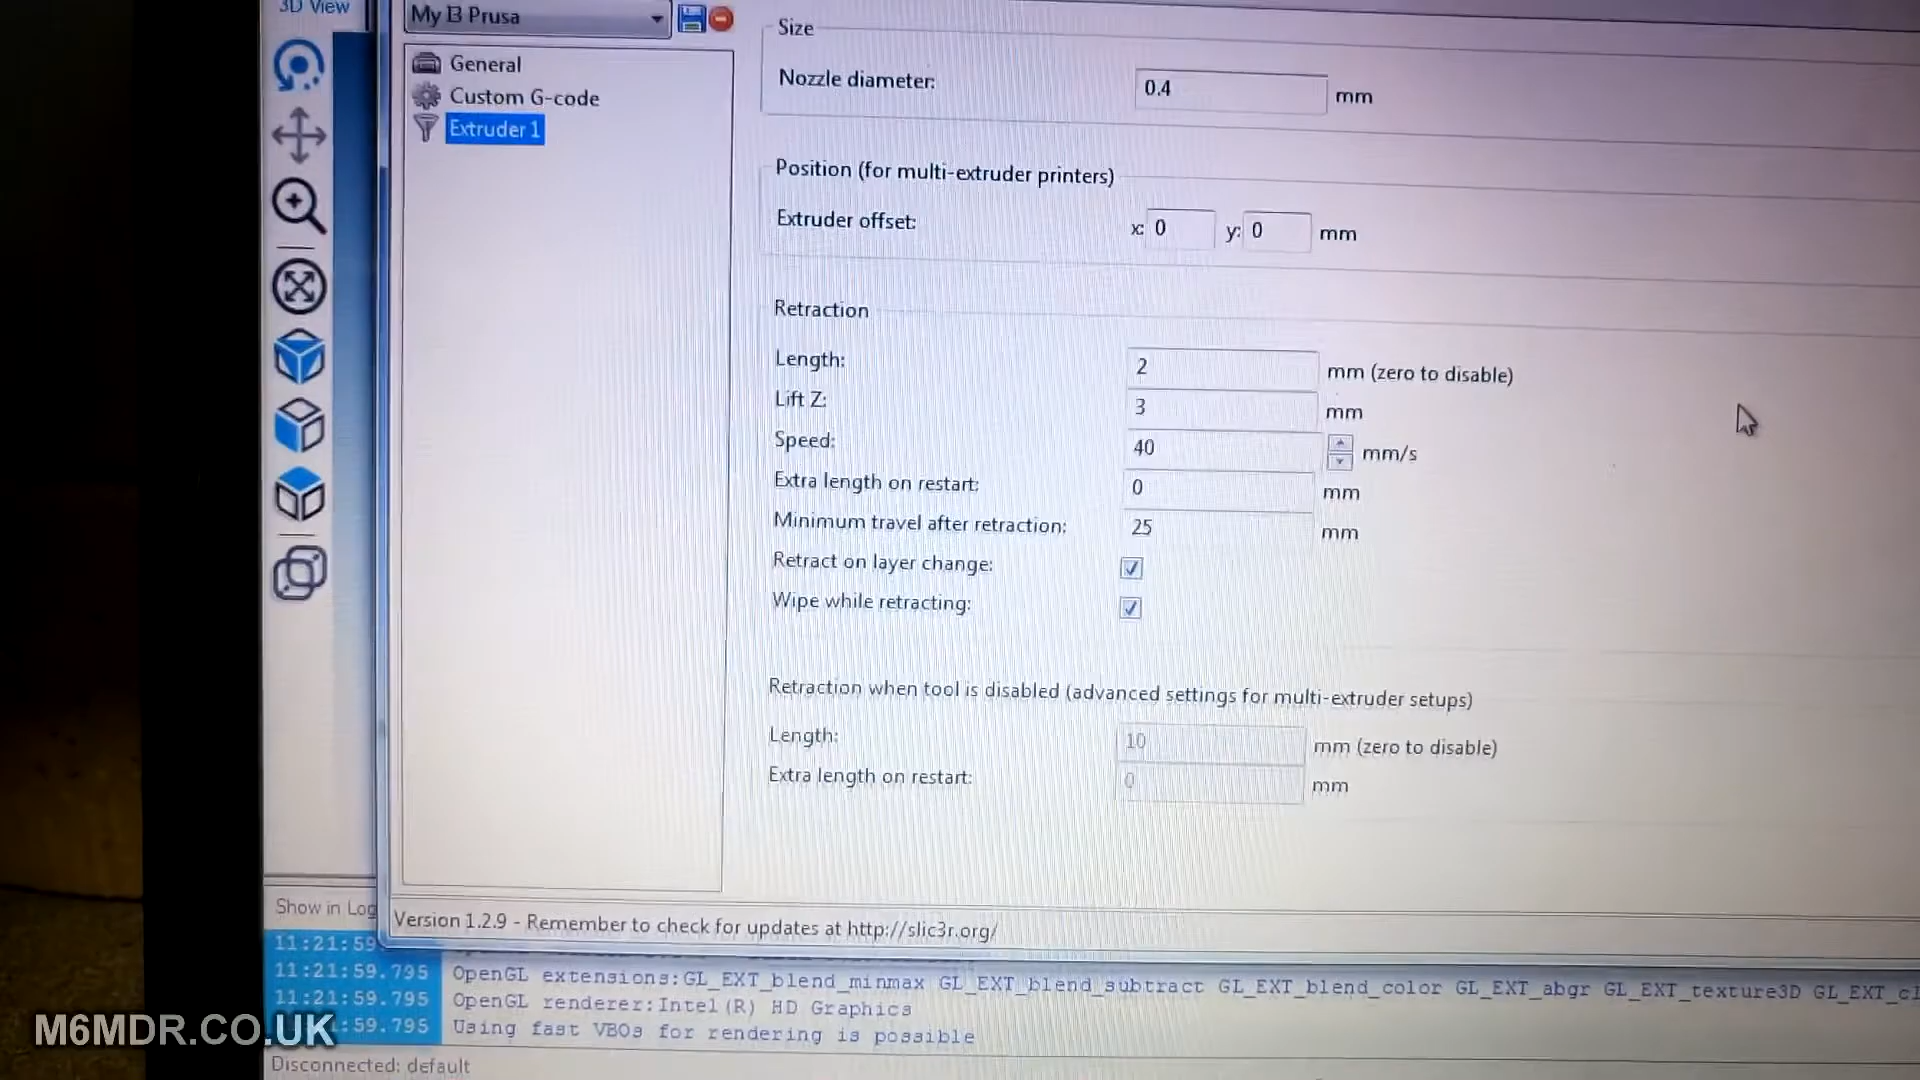 3D View
My I3 Prusa
General
Custom G-code
Extruder 1
Size
Nozzle diameter: 0.4 mm
Position (for multi-extruder printers)
Extruder offset: x: 0 y: 0 mm
Retraction
Length: 2 mm (zero to disable)
Lift Z: 3 mm
Speed: 40 mm/s
Extra length on restart: 0 mm
Minimum travel after retraction: 25 mm
Retract on layer change:
Wipe while retracting:
Retraction when tool is disabled (advanced settings for multi-extruder setups)
Length: 10 mm (zero to disable)
Extra length on restart: 0 mm
Show in Log
Version 1.2.9 - Remember to check for updates at http://slic3r.org/
11:21:59
11:21:59.795 OpenGL extensions:GL_EXT_blend_minmax GL_EXT_blend_subtract GL_EXT_blend_color GL_EXT_abgr GL_EXT_texture3D
11:21:59.795 OpenGL renderer:Intel(R) HD Graphics
1:59.795 Using fast VBOs for rendering is possible
M6MDR.CO.UK
Disconnected: default